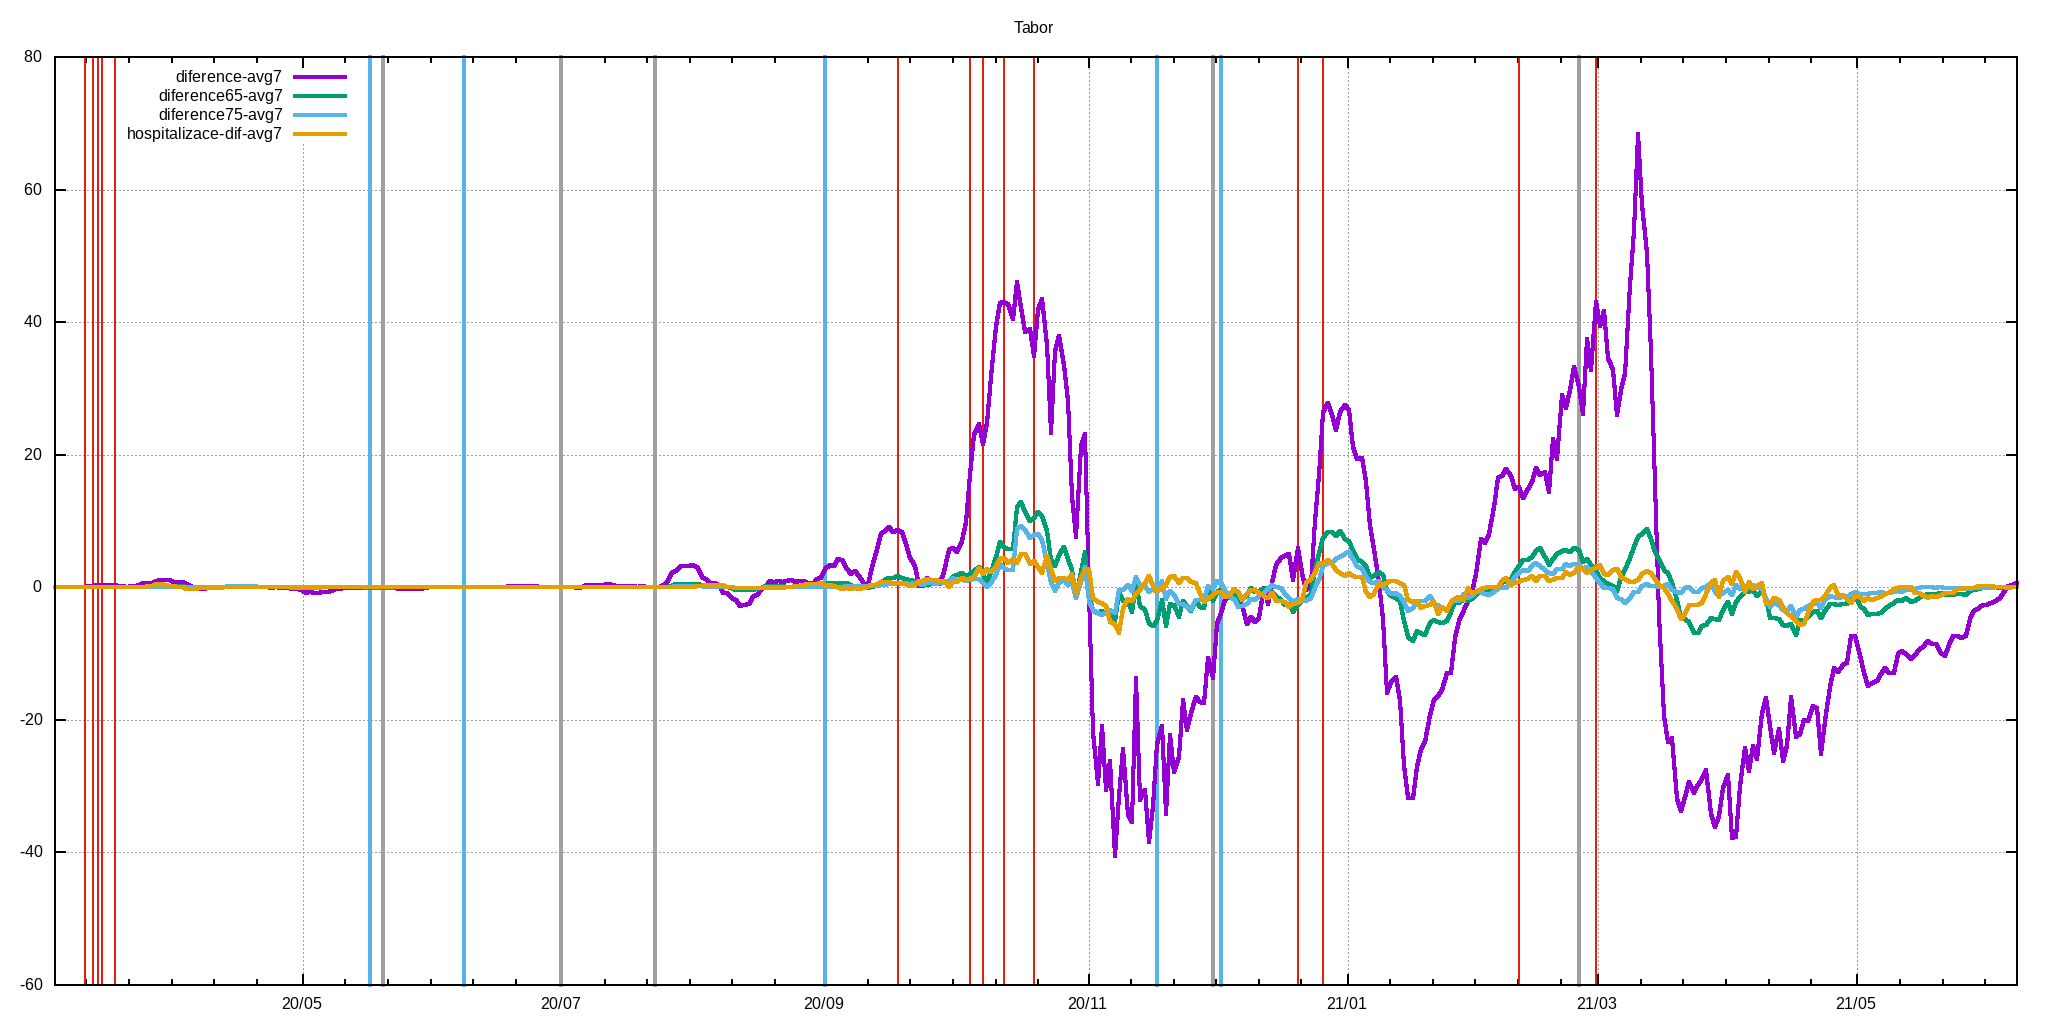 Tabor
diference-avg7
diference65-avg7
diference75-avg7
hospitalizace-dif-avg7
80
60
40
20
0
-20
-40
-60
20/05 20/07 20/09 20/11 21/01 21/03 21/05